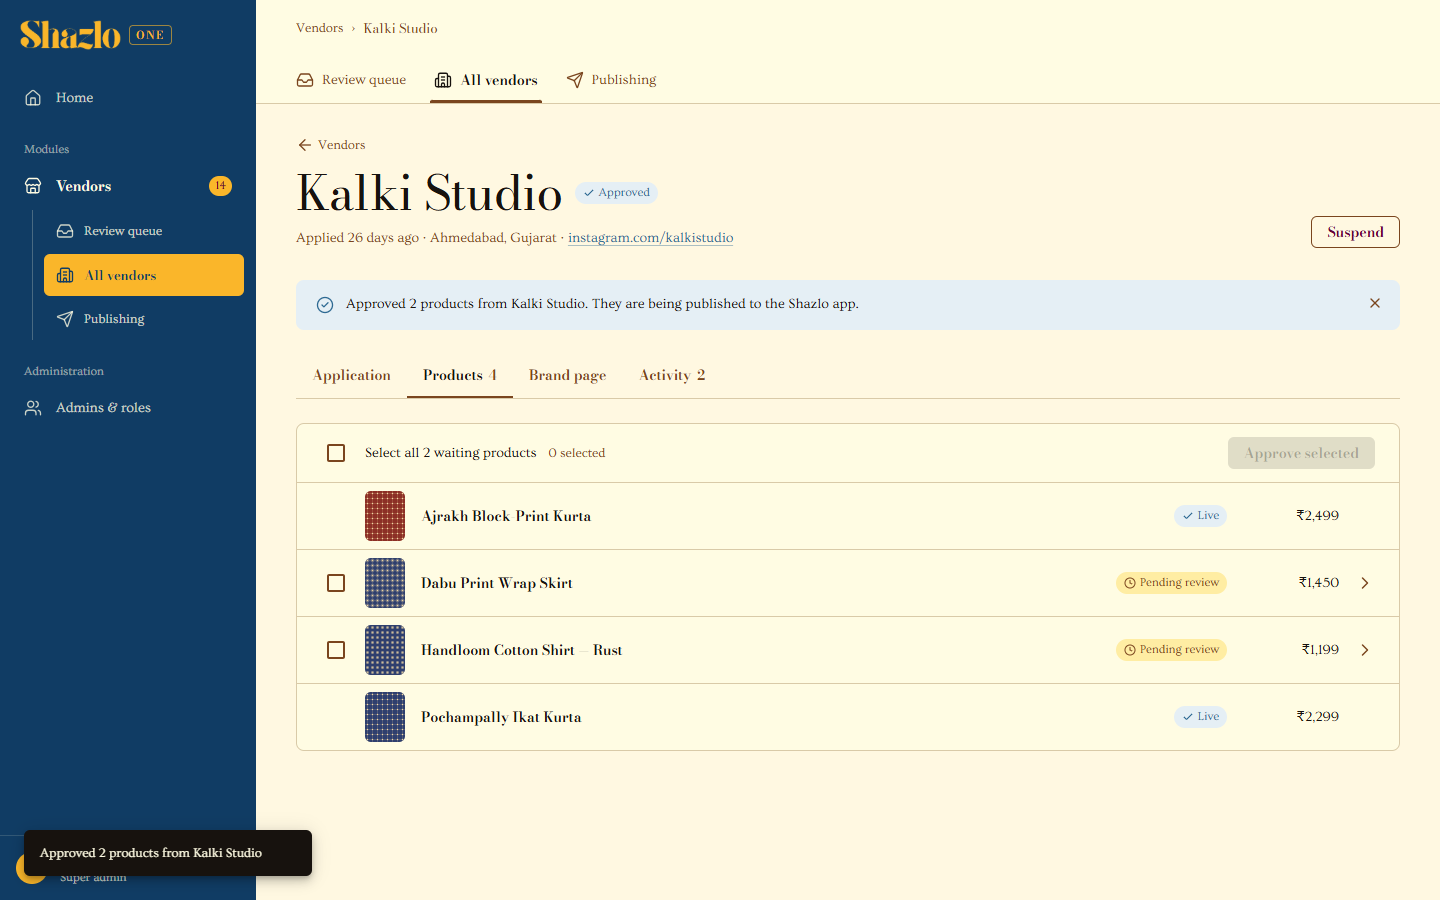 Shazlo ONE
Home
Modules
Vendors 14
Review queue
All vendors
Publishing
Administration
Admins & roles
Super admin
Approved 2 products from Kalki Studio
Vendors › Kalki Studio
Review queue All vendors Publishing
← Vendors
Kalki Studio Approved
Applied 26 days ago · Ahmedabad, Gujarat · instagram.com/kalkistudio
Suspend
Approved 2 products from Kalki Studio. They are being published to the Shazlo app.
Application Products 4 Brand page Activity 2
Select all 2 waiting products 0 selected Approve selected
Ajrakh Block-Print Kurta Live ₹2,499
Dabu Print Wrap Skirt Pending review ₹1,450
Handloom Cotton Shirt – Rust Pending review ₹1,199
Pochampally Ikat Kurta Live ₹2,299